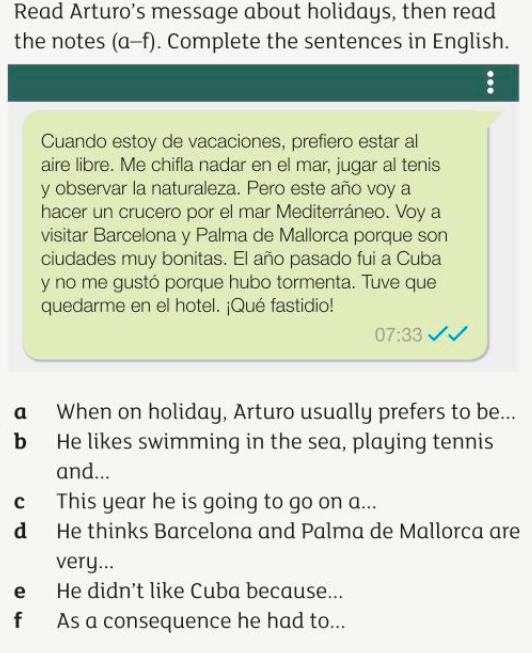 Read Arturo's message about holidays, then read
the notes (a–f). Complete the sentences in English.
Cuando estoy de vacaciones, prefiero estar al
aire libre. Me chifla nadar en el mar, jugar al tenis
y observar la naturaleza. Pero este año voy a
hacer un crucero por el mar Mediterráneo. Voy a
visitar Barcelona y Palma de Mallorca porque son
ciudades muy bonitas. El año pasado fui a Cuba
y no me gustó porque hubo tormenta. Tuve que
quedarme en el hotel. ¡Qué fastidio!
07:33
a When on holiday, Arturo usually prefers to be...
b He likes swimming in the sea, playing tennis
and...
c This year he is going to go on a...
d He thinks Barcelona and Palma de Mallorca are
very...
e He didn't like Cuba because...
f As a consequence he had to...